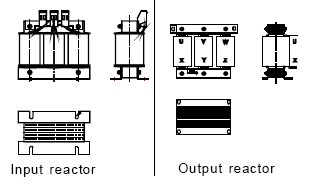 U V W U
X Y Z X
Input reactor
Output reactor